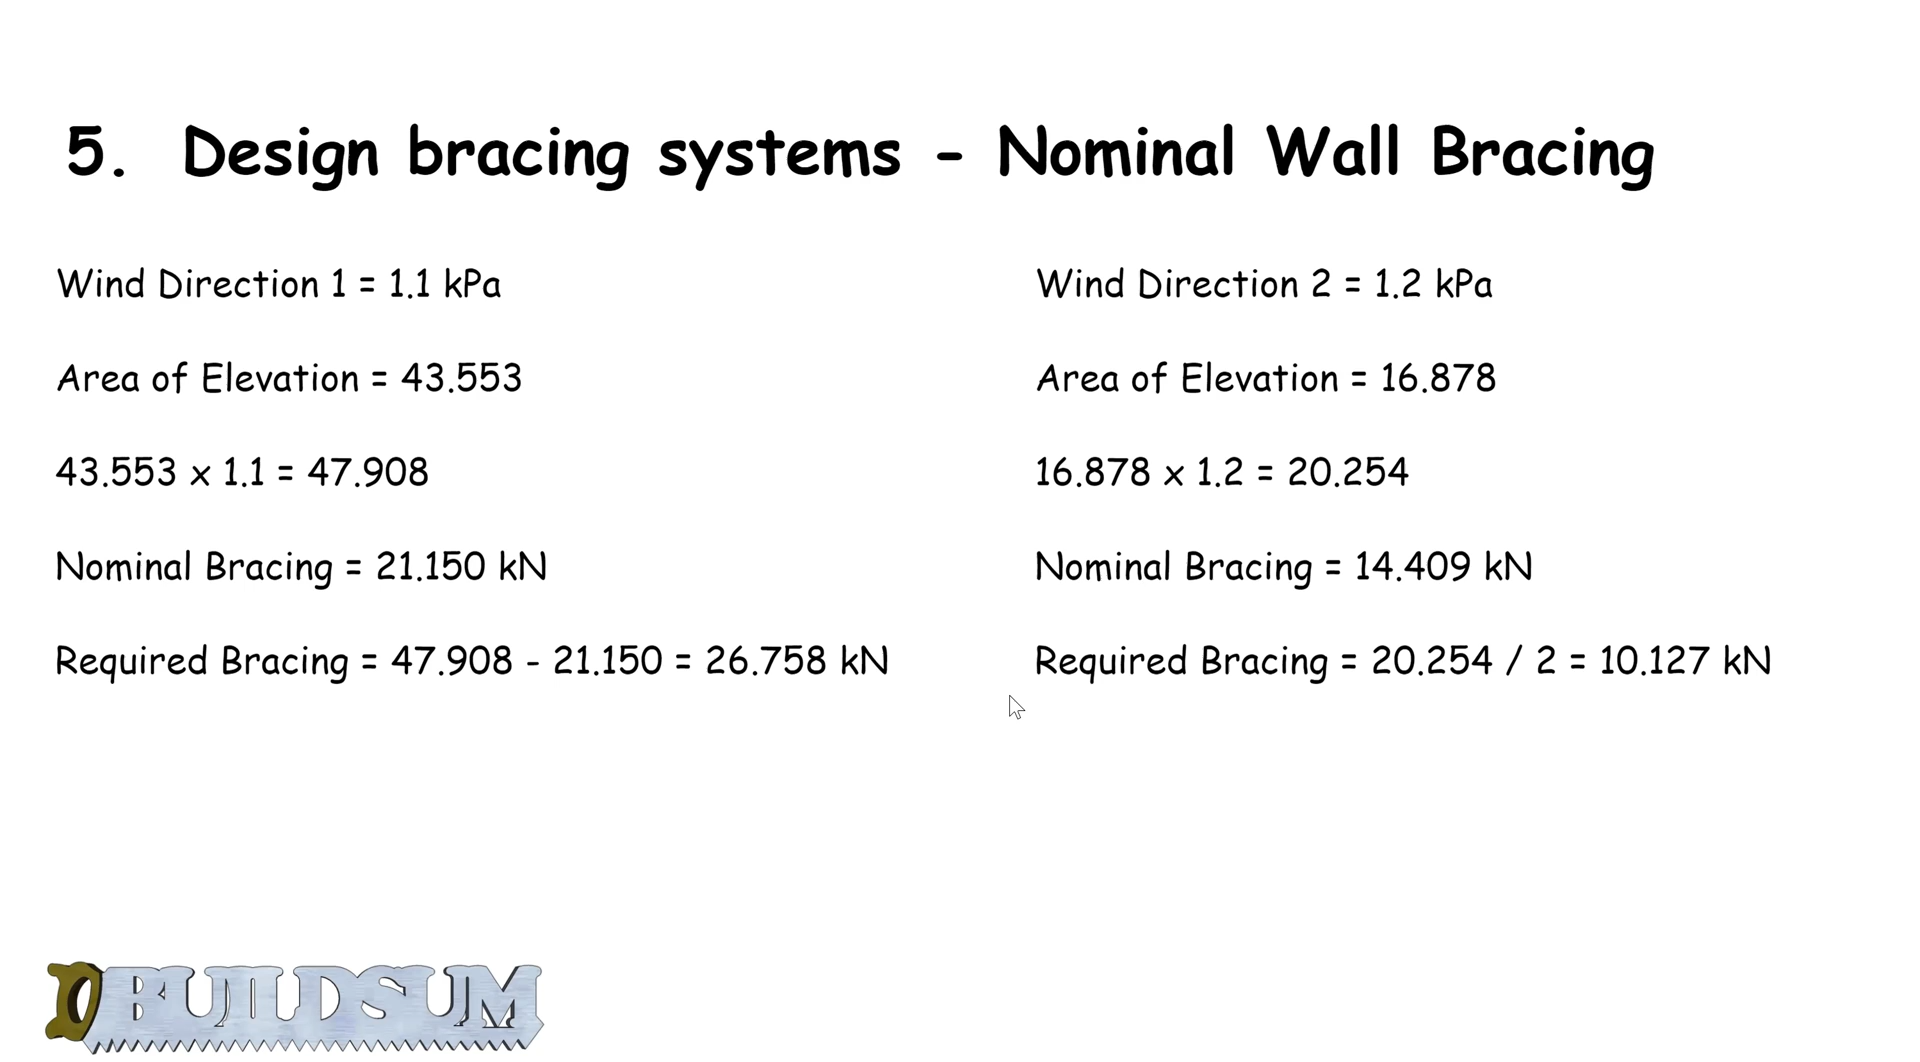 5. Design bracing systems - Nominal Wall Bracing
Wind Direction 1 = 1.1 kPa
Area of Elevation = 43.553
43.553 x 1.1 = 47.908
Nominal Bracing = 21.150 kN
Required Bracing = 47.908 - 21.150 = 26.758 kN
Wind Direction 2 = 1.2 kPa
Area of Elevation = 16.878
16.878 x 1.2 = 20.254
Nominal Bracing = 14.409 kN
Required Bracing = 20.254 / 2 = 10.127 kN
BUILDSUM